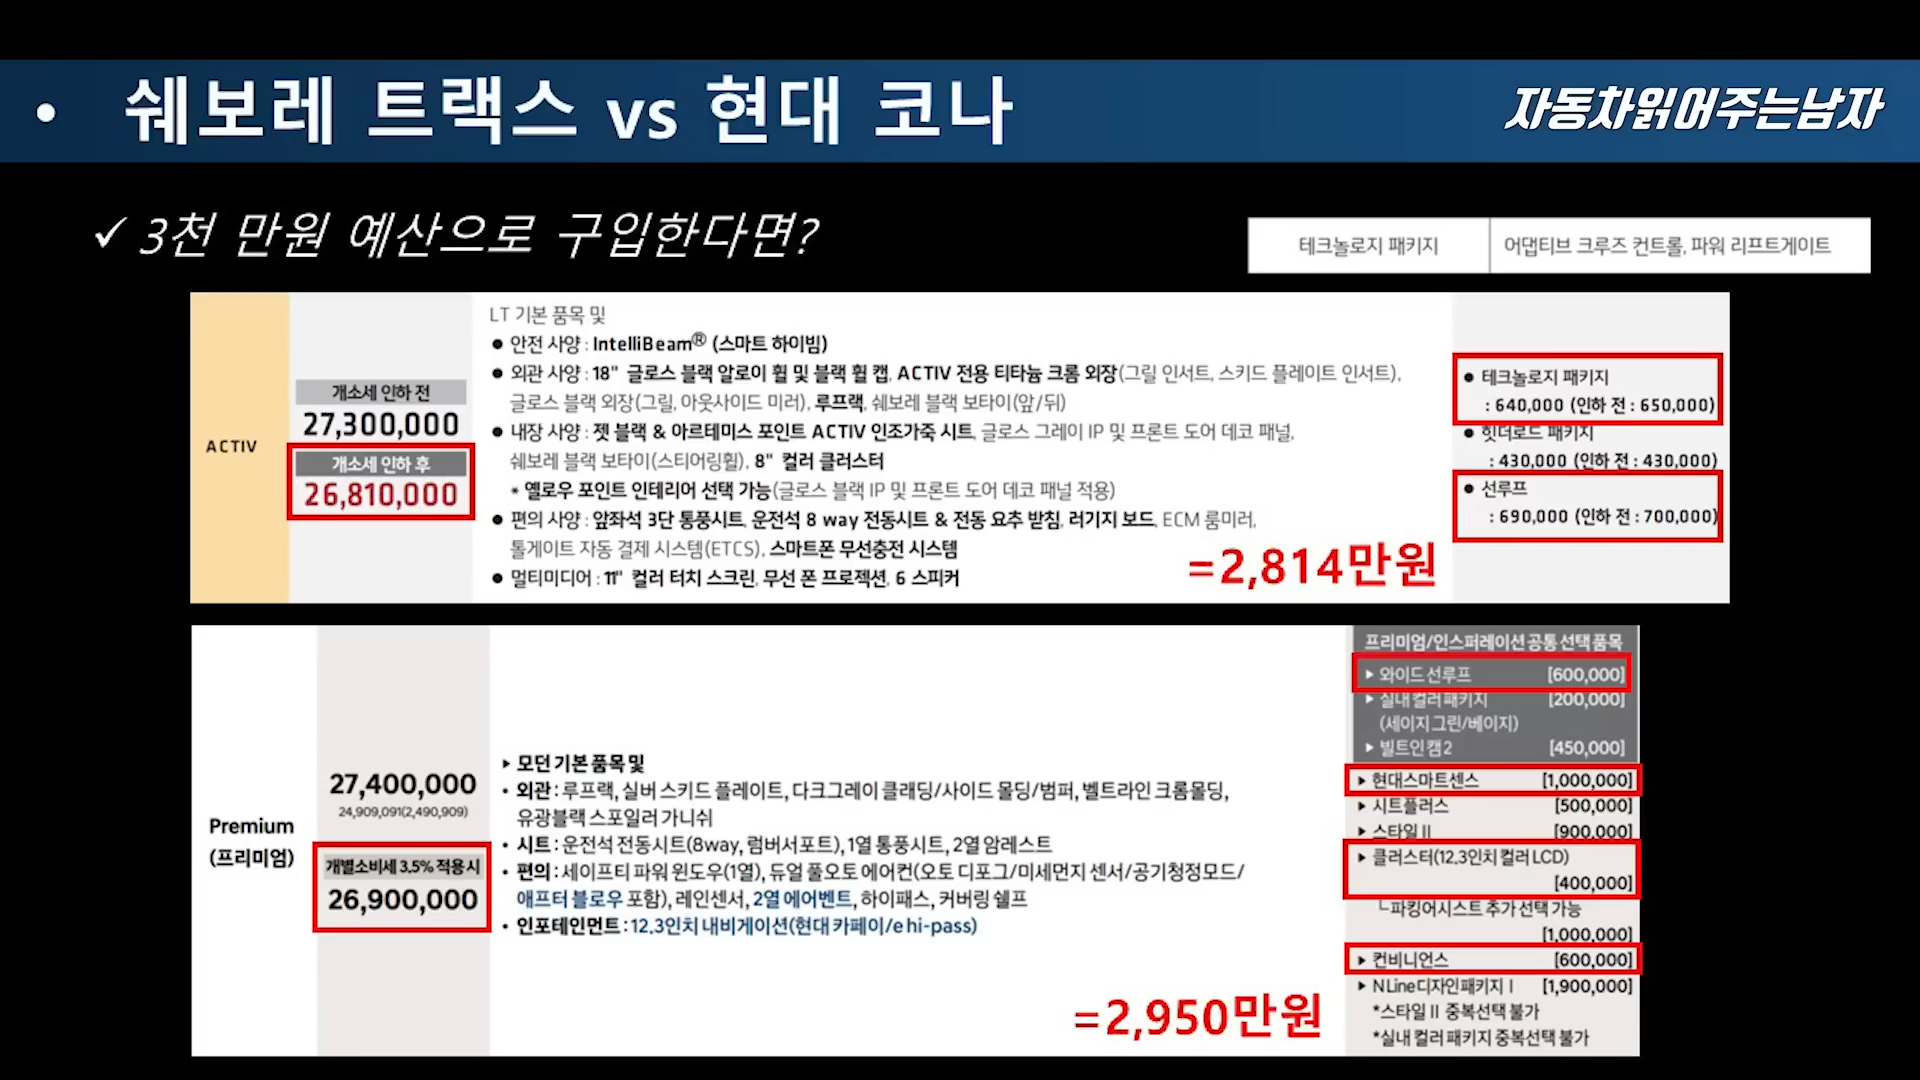 • 쉐보레 트랙스 vs 현대 코나
자동차읽어주는남자
✓ 3천 만원 예산으로 구입한다면?
테크놀로지 패키지 어댑티브 크루즈 컨트롤, 파워 리프트게이트
ACTIV
개소세 인하 전
27,300,000
개소세 인하 후
26,810,000
LT 기본 품목 및
● 안전 사양 : IntelliBeam® (스마트 하이빔)
● 외관 사양 : 18" 글로스 블랙 알로이 휠 및 블랙 휠 캡, ACTIV 전용 티타늄 크롬 외장(그릴 인서트, 스키드 플레이트 인서트),
글로스 블랙 외장(그릴, 아웃사이드 미러), 루프랙, 쉐보레 블랙 보타이(앞/뒤)
● 내장 사양 : 젯 블랙 & 아르테미스 포인트 ACTIV 인조가죽 시트, 글로스 그레이 IP 및 프론트 도어 데코 패널,
쉐보레 블랙 보타이(스티어링휠), 8" 컬러 클러스터
* 옐로우 포인트 인테리어 선택 가능(글로스 블랙 IP 및 프론트 도어 데코 패널 적용)
● 편의 사양 : 앞좌석 3단 통풍시트, 운전석 8 way 전동시트 & 전동 요추 받침, 러기지 보드, ECM 룸미러,
톨게이트 자동 결제 시스템(ETCS), 스마트폰 무선충전 시스템
● 멀티미디어 : 11" 컬러 터치 스크린, 무선 폰 프로젝션, 6 스피커
=2,814만원
● 테크놀로지 패키지
: 640,000 (인하 전 : 650,000)
● 힛더로드 패키지
: 430,000 (인하 전 : 430,000)
● 선루프
: 690,000 (인하 전 : 700,000)
Premium
(프리미엄)
27,400,000
24,909,091(2,490,909)
개별소비세 3.5% 적용시
26,900,000
▶ 모던 기본 품목 및
• 외관 : 루프랙, 실버 스키드 플레이트, 다크그레이 클래딩/사이드 몰딩/범퍼, 벨트라인 크롬몰딩,
유광블랙 스포일러 가니쉬
• 시트 : 운전석 전동시트(8way, 럼버서포트), 1열 통풍시트, 2열 암레스트
• 편의 : 세이프티 파워 윈도우(1열), 듀얼 풀오토 에어컨(오토 디포그/미세먼지 센서/공기청정모드/
애프터 블로우 포함), 레인센서, 2열 에어벤트, 하이패스, 커버링 쉘프
• 인포테인먼트 : 12.3인치 내비게이션(현대 카페이/e hi-pass)
=2,950만원
프리미엄/인스퍼레이션 공통 선택 품목
▶ 와이드 선루프 [600,000]
▶ 실내 컬러 패키지 [200,000]
(세이지 그린/베이지)
▶ 빌트인 캠 2 [450,000]
▶ 현대스마트센스 [1,000,000]
▶ 시트플러스 [500,000]
▶ 스타일 II [900,000]
▶ 클러스터(12.3인치 컬러 LCD)
[400,000]
└파킹어시스트 추가 선택 가능
[1,000,000]
▶ 컨비니언스 [600,000]
▶ N Line 디자인 패키지 I [1,900,000]
*스타일 II 중복선택 불가
*실내 컬러 패키지 중복선택 불가